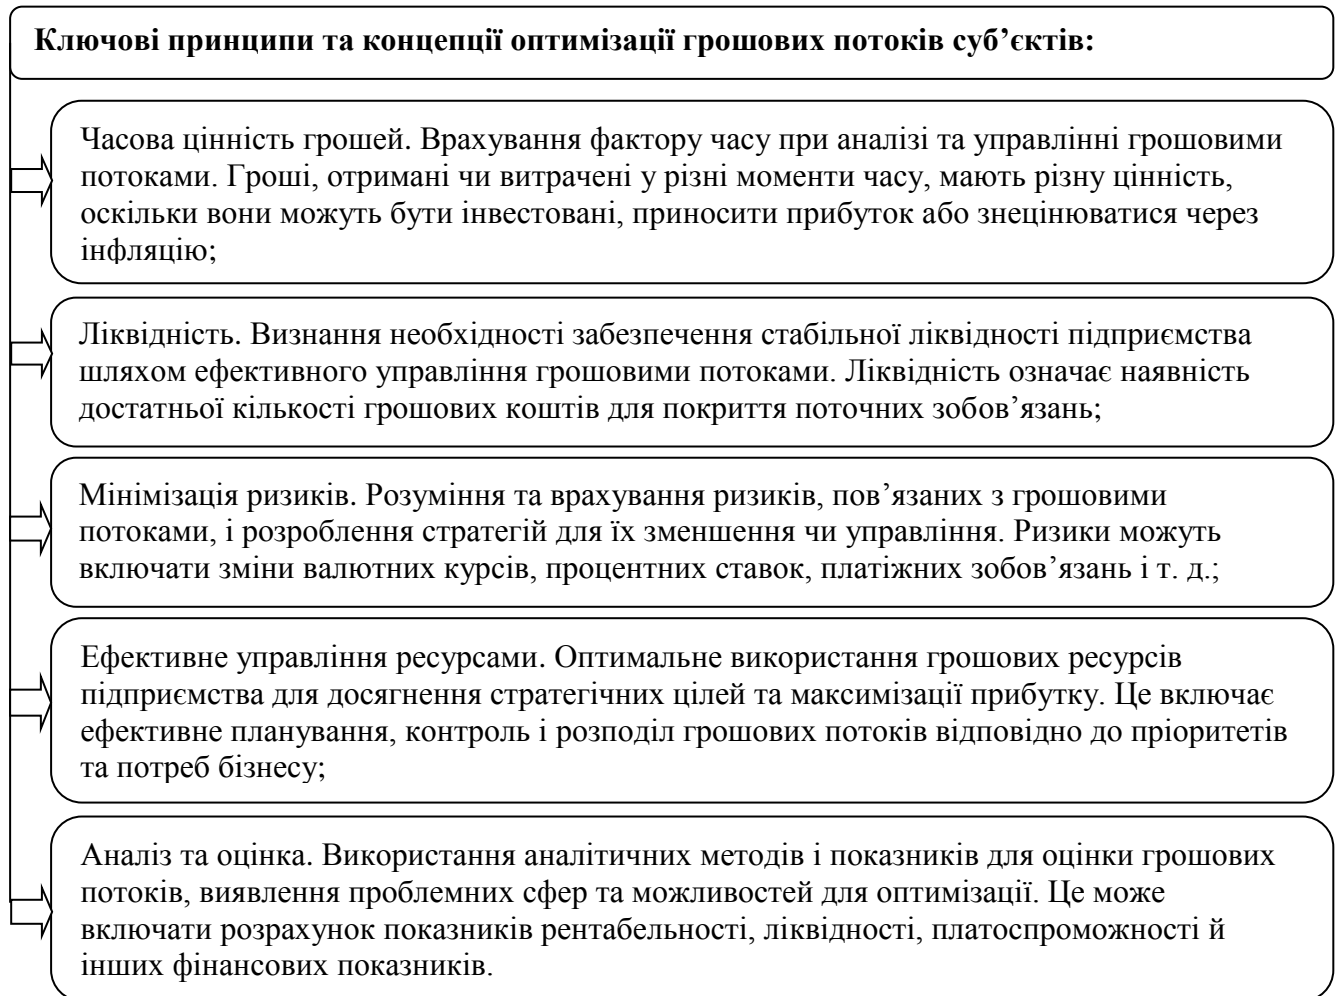 Ключові принципи та концепції оптимізації грошових потоків суб’єктів:
Часова цінність грошей. Врахування фактору часу при аналізі та управлінні грошовими
потоками. Гроші, отримані чи витрачені у різні моменти часу, мають різну цінність,
оскільки вони можуть бути інвестовані, приносити прибуток або знецінюватися через
інфляцію;
Ліквідність. Визнання необхідності забезпечення стабільної ліквідності підприємства
шляхом ефективного управління грошовими потоками. Ліквідність означає наявність
достатньої кількості грошових коштів для покриття поточних зобов’язань;
Мінімізація ризиків. Розуміння та врахування ризиків, пов’язаних з грошовими
потоками, і розроблення стратегій для їх зменшення чи управління. Ризики можуть
включати зміни валютних курсів, процентних ставок, платіжних зобов’язань і т. д.;
Ефективне управління ресурсами. Оптимальне використання грошових ресурсів
підприємства для досягнення стратегічних цілей та максимізації прибутку. Це включає
ефективне планування, контроль і розподіл грошових потоків відповідно до пріоритетів
та потреб бізнесу;
Аналіз та оцінка. Використання аналітичних методів і показників для оцінки грошових
потоків, виявлення проблемних сфер та можливостей для оптимізації. Це може
включати розрахунок показників рентабельності, ліквідності, платоспроможності й
інших фінансових показників.